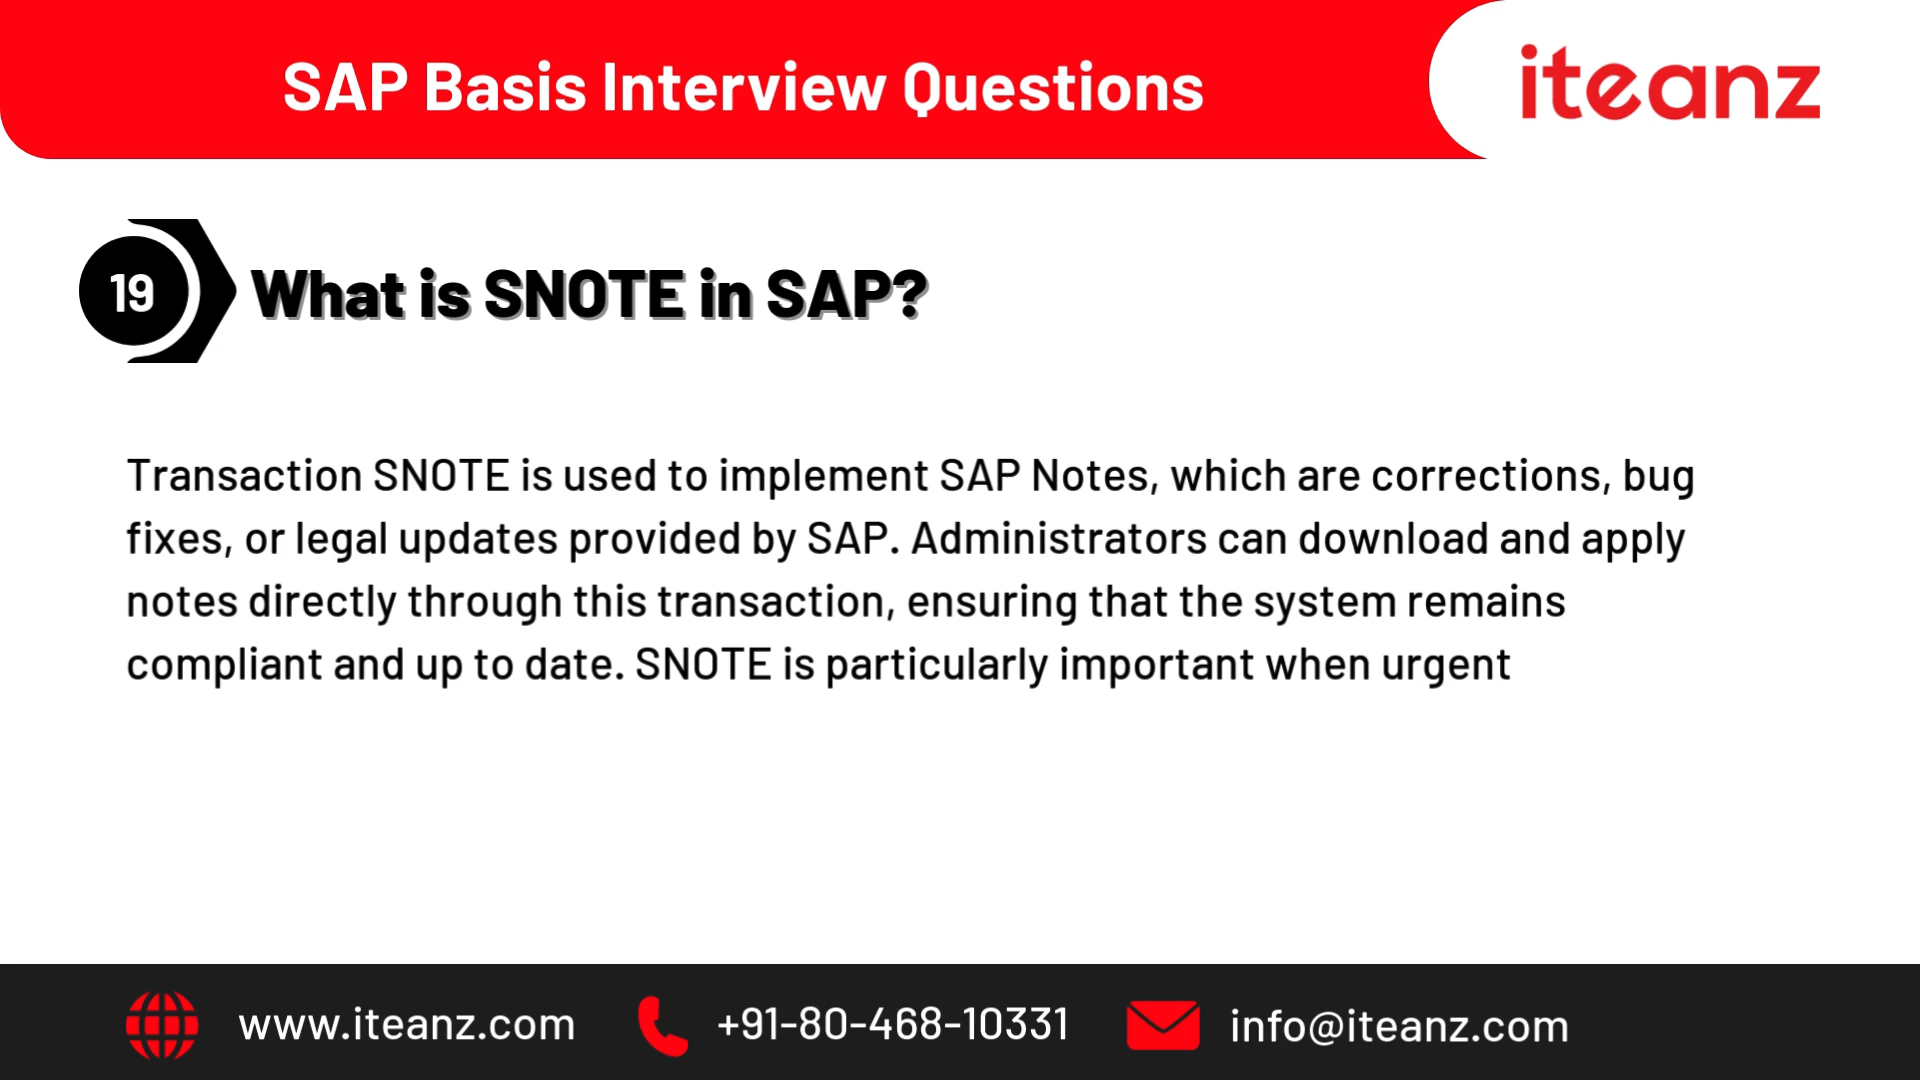 SAP Basis Interview Questions
iteanz
19
What is SNOTE in SAP?
Transaction SNOTE is used to implement SAP Notes, which are corrections, bug
fixes, or legal updates provided by SAP. Administrators can download and apply
notes directly through this transaction, ensuring that the system remains
compliant and up to date. SNOTE is particularly important when urgent
www.iteanz.com
+91-80-468-10331
info@iteanz.com